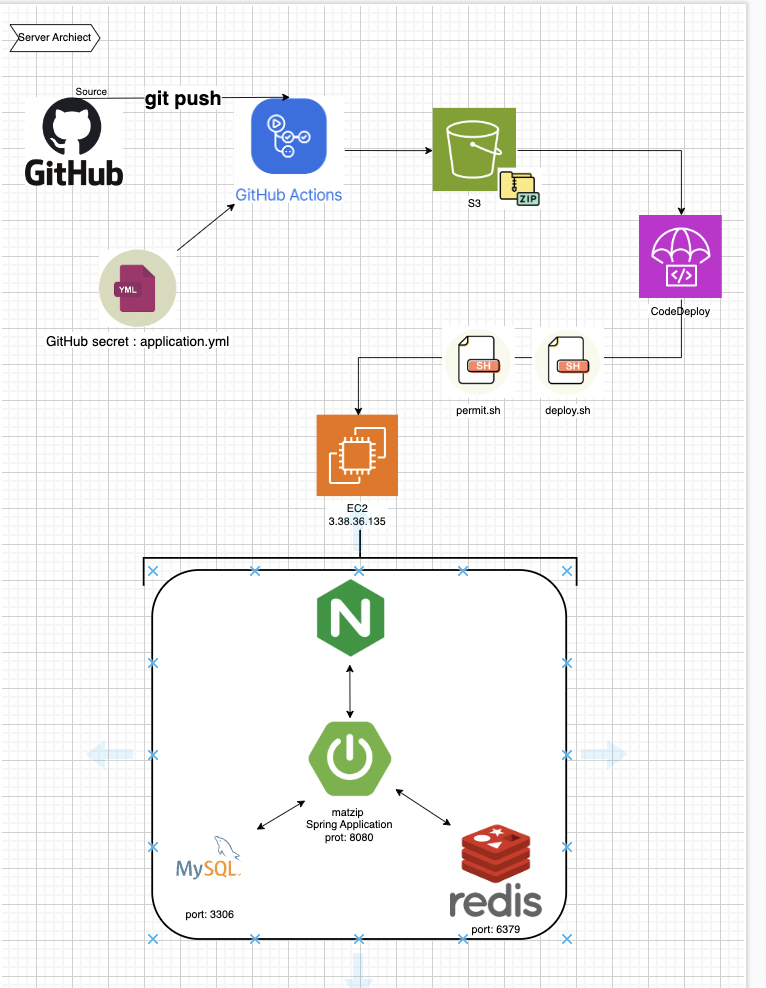 Server Archiect
Source
git push
GitHub
GitHub Actions
S3
ZIP
YML
GitHub secret : application.yml
CodeDeploy
SH
SH
permit.sh
deploy.sh
EC2
3.38.36.135
N
matzip
Spring Application
prot: 8080
MySQL
port: 3306
redis
port: 6379